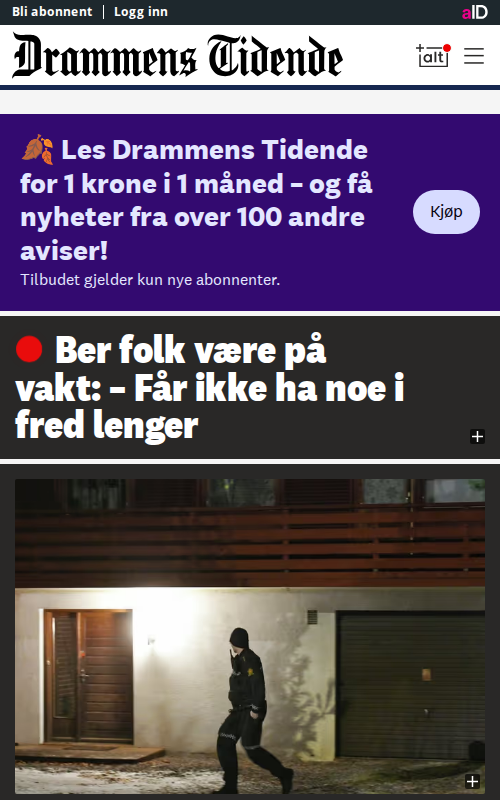 Bli abonnent | Logg inn
aID
Drammens Tidende
+alt
🍂 Les Drammens Tidende
for 1 krone i 1 måned – og få
nyheter fra over 100 andre
aviser!
Tilbudet gjelder kun nye abonnenter.
Kjøp
Ber folk være på
vakt: – Får ikke ha noe i
fred lenger